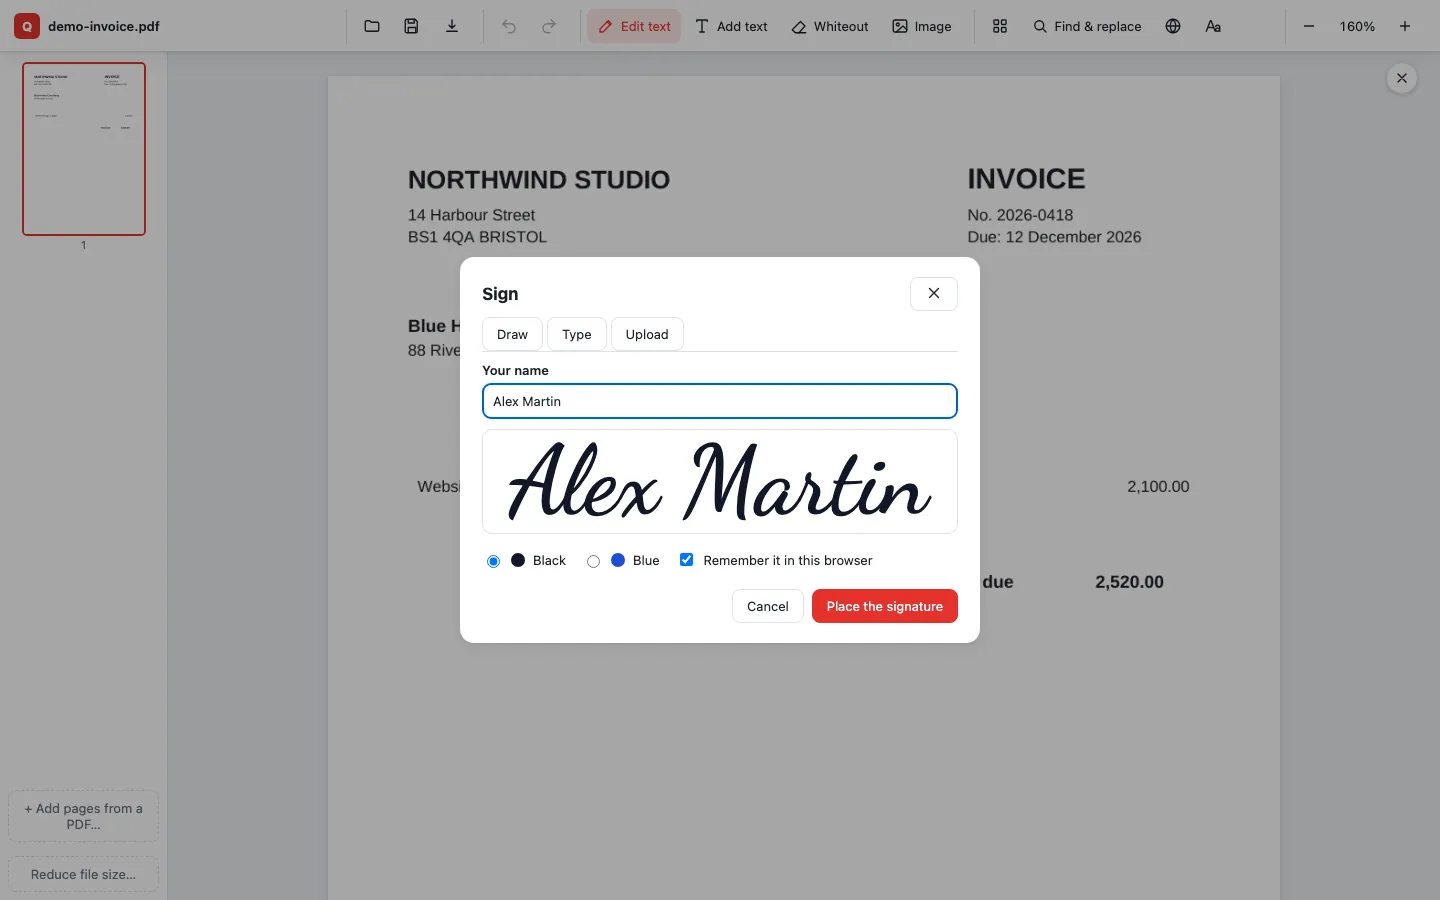 Q demo-invoice.pdf
Edit text
Add text
Whiteout
Image
Find & replace
Aa
160%
1
+ Add pages from a
PDF...
Reduce file size...
NORTHWIND STUDIO
14 Harbour Street
BS1 4QA BRISTOL
INVOICE
No. 2026-0418
Due: 12 December 2026
Blue H
88 Rive
Websi
2,100.00
due
2,520.00
Sign
Draw
Type
Upload
Your name
Alex Martin
Alex Martin
Black
Blue
Remember it in this browser
Cancel
Place the signature